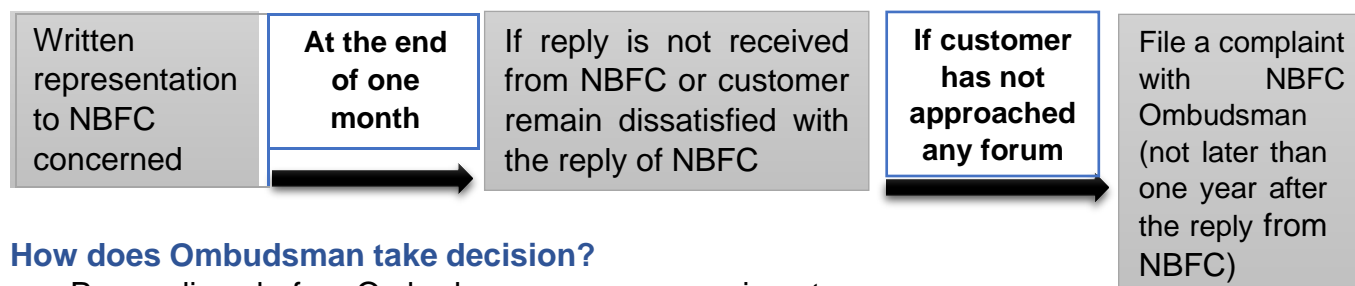 Written
representation
to NBFC
concerned
At the end
of one
month
If reply is not received
from NBFC or customer
remain dissatisfied with
the reply of NBFC
If customer
has not
approached
any forum
File a complaint
with NBFC
Ombudsman
(not later than
one year after
the reply from
NBFC)
How does Ombudsman take decision?